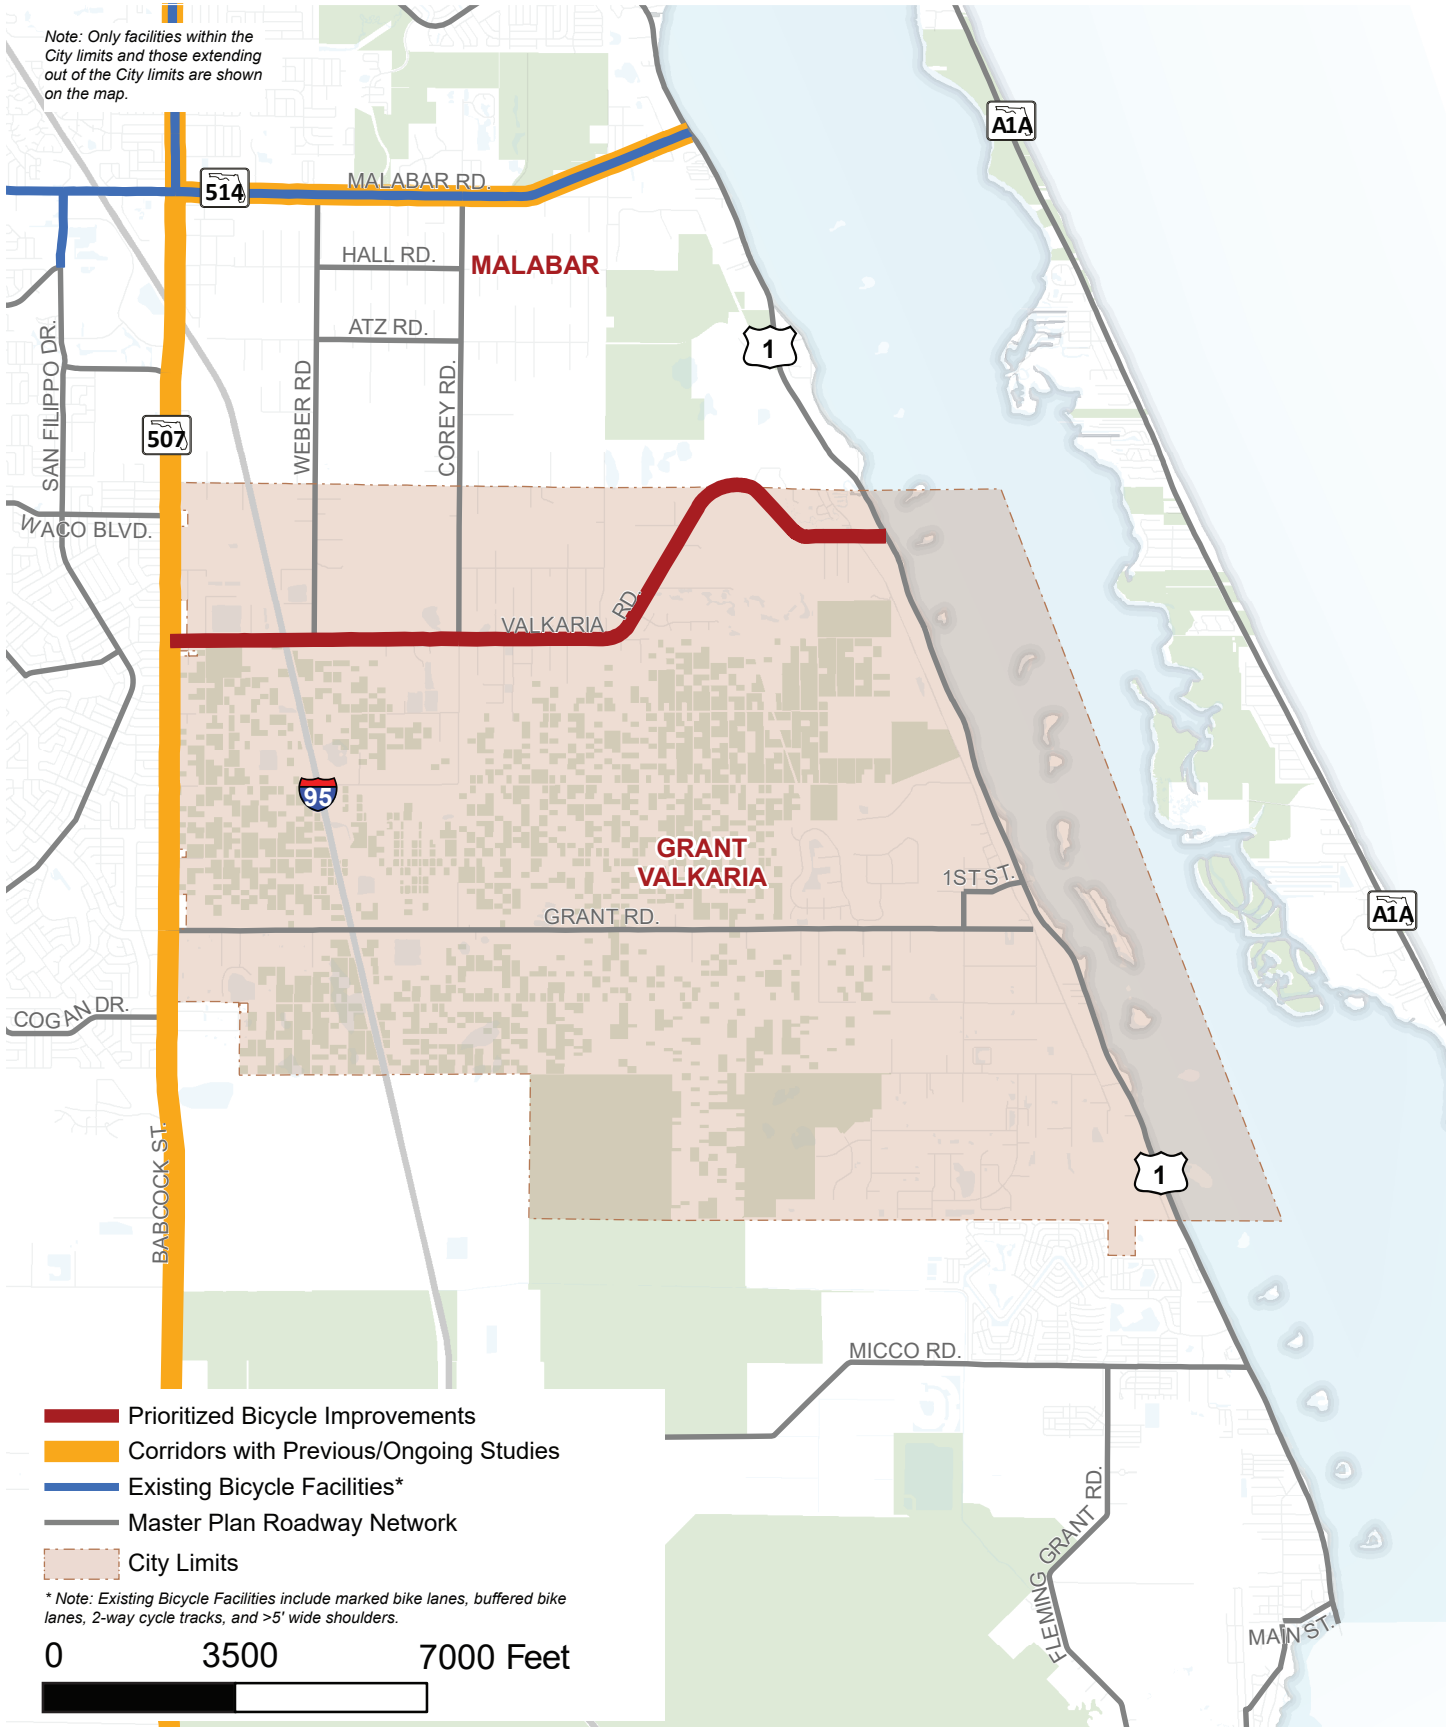 Note: Only facilities within the
City limits and those extending
out of the City limits are shown
on the map.
A1A
514
MALABAR RD.
HALL RD.
MALABAR
ATZ RD.
1
SAN FILIPPO DR.
WEBER RD
COREY RD.
507
WACO BLVD.
VALKARIA RD.
95
GRANT
VALKARIA
1ST ST.
GRANT RD.
A1A
COGAN DR.
BABCOCK ST.
1
MICCO RD.
FLEMING GRANT RD.
MAIN ST.
Prioritized Bicycle Improvements
Corridors with Previous/Ongoing Studies
Existing Bicycle Facilities*
Master Plan Roadway Network
City Limits
* Note: Existing Bicycle Facilities include marked bike lanes, buffered bike
lanes, 2-way cycle tracks, and >5' wide shoulders.
0 3500 7000 Feet